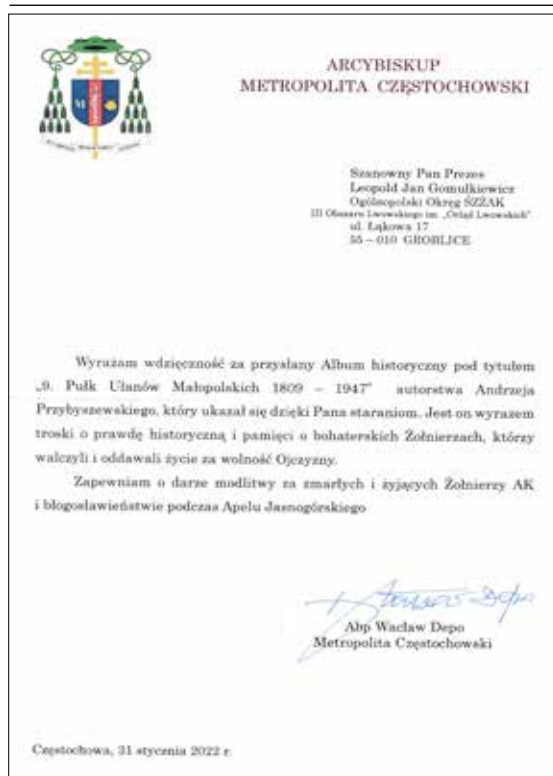 ARCYBISKUP
METROPOLITA CZĘSTOCHOWSKI
Szanowny Pan Prezes
Leopold Jan Gomułkiewicz
Ogólnopolski Okręg ŚZŻAK
III Obszaru Lwowskiego im. „Orląt Lwowskich”
ul. Łąkowa 17
55 – 010 GROBLICE
Wyrażam wdzięczność za przysłany Album historyczny pod tytułem
„9. Pułk Ułanów Małopolskich 1809 – 1947” autorstwa Andrzeja
Przybyszewskiego, który ukazał się dzięki Pana staraniom. Jest on wyrazem
troski o prawdę historyczną i pamięci o bohaterskich Żołnierzach, którzy
walczyli i oddawali życie za wolność Ojczyzny.
Zapewniam o darze modlitwy za zmarłych i żyjących Żołnierzy AK
i błogosławieństwie podczas Apelu Jasnogórskiego
Wacław Depo
Abp Wacław Depo
Metropolita Częstochowski
Częstochowa, 31 stycznia 2022 r.